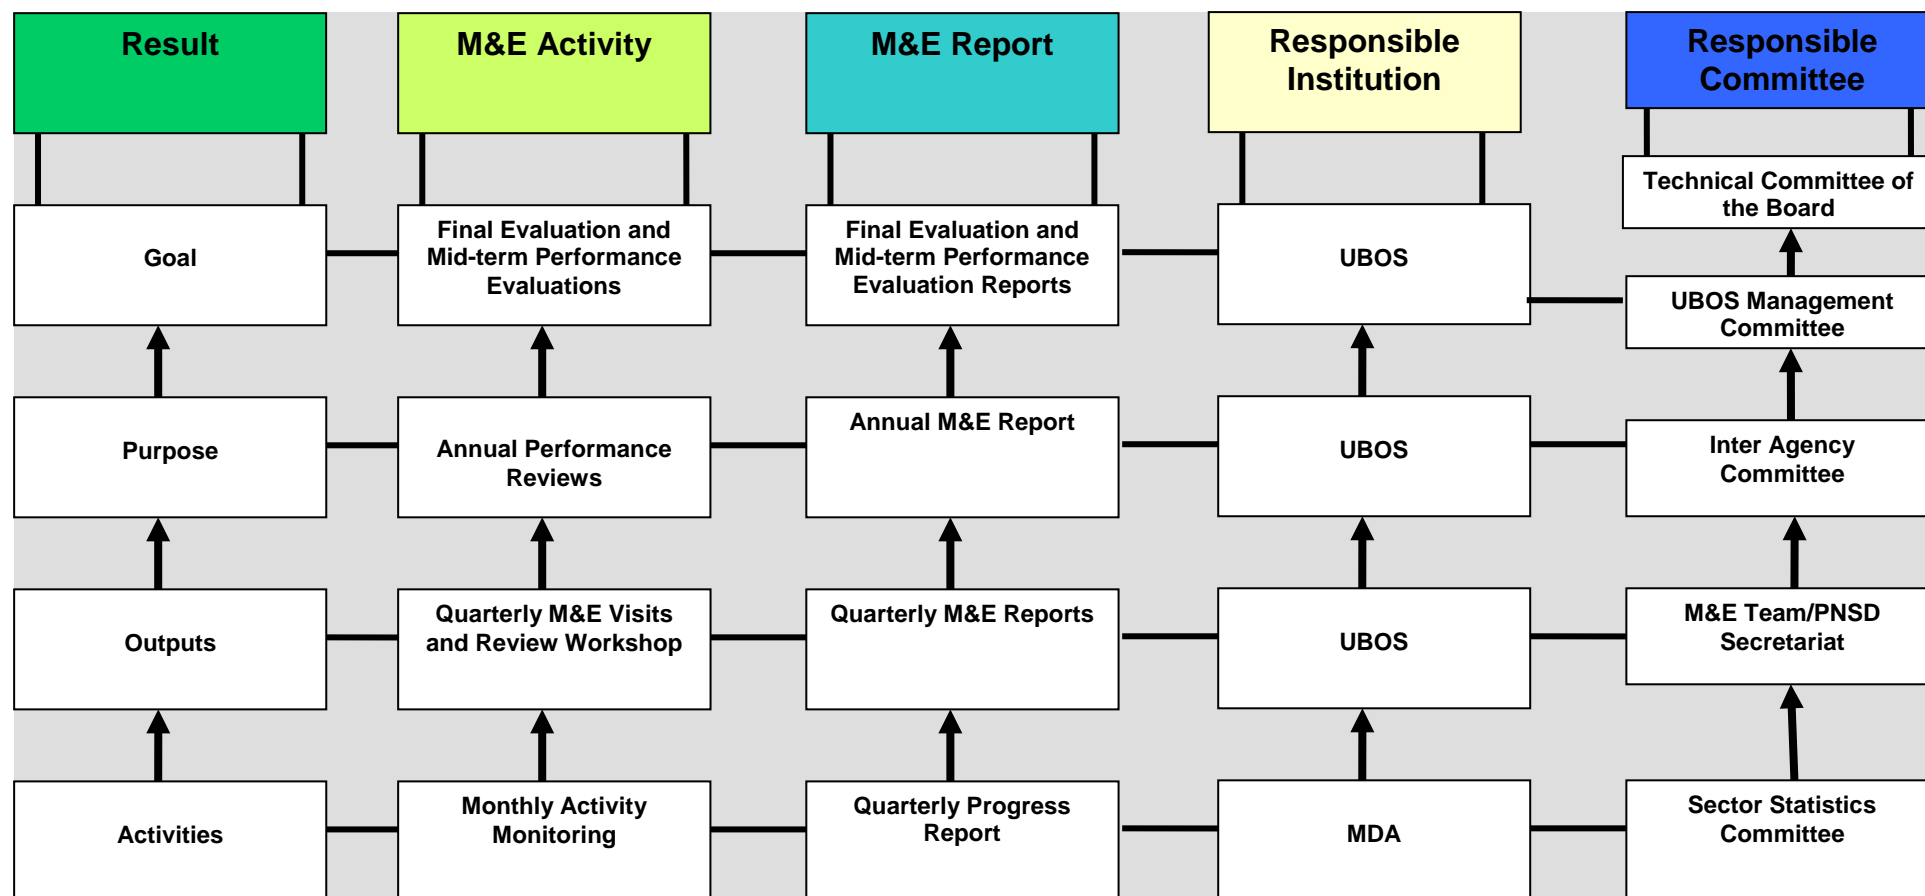 Result
M&E Activity
M&E Report
Responsible
Institution
Responsible
Committee
Technical Committee of
the Board
Goal
Final Evaluation and
Mid-term Performance
Evaluations
Final Evaluation and
Mid-term Performance
Evaluation Reports
UBOS
UBOS Management
Committee
Purpose
Annual Performance
Reviews
Annual M&E Report
UBOS
Inter Agency
Committee
Outputs
Quarterly M&E Visits
and Review Workshop
Quarterly M&E Reports
UBOS
M&E Team/PNSD
Secretariat
Activities
Monthly Activity
Monitoring
Quarterly Progress
Report
MDA
Sector Statistics
Committee